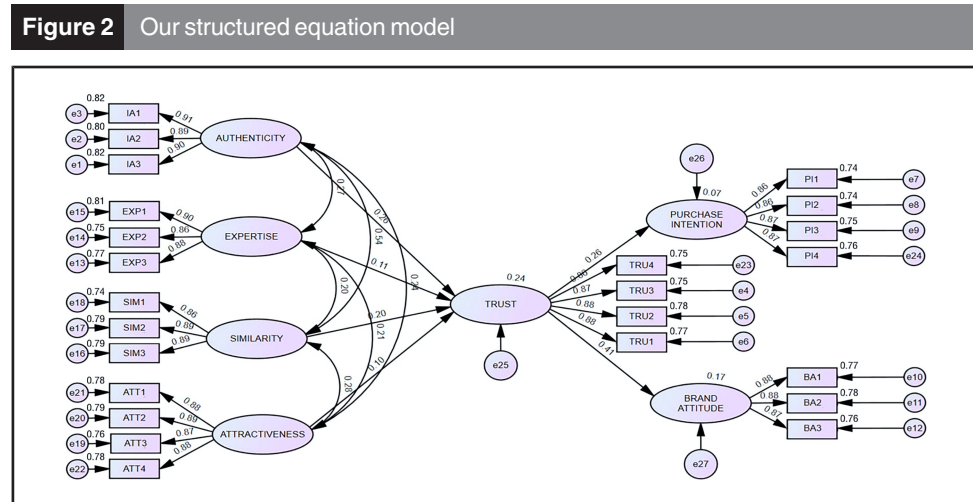 Figure 2 Our structured equation model
0.82
e3 IA1 0.91
0.80
e2 IA2 0.89
0.82
e1 IA3 0.90
AUTHENTICITY
0.81
e15 EXP1 0.90
0.75
e14 EXP2 0.86
0.77
e13 EXP3 0.88
EXPERTISE
0.74
e18 SIM1 0.86
0.79
e17 SIM2 0.89
0.79
e16 SIM3 0.89
SIMILARITY
0.78
e21 ATT1 0.88
0.79
e20 ATT2 0.89
0.76
e19 ATT3 0.87
0.78
e22 ATT4 0.88
ATTRACTIVENESS
0.26
0.54
0.11
0.20
0.20
0.21
0.10
0.28
0.24
TRUST
e25
0.26
0.41
e26
0.07
PURCHASE
INTENTION
0.86 PI1 0.74 e7
0.86 PI2 0.74 e8
0.87 PI3 0.75 e9
0.87 PI4 0.76 e24
TRU4 0.75 e23
0.87 TRU3 0.75 e4
0.88 TRU2 0.78 e5
0.88 TRU1 0.77 e6
0.17
BRAND
ATTITUDE
e27
0.88 BA1 0.77 e10
0.88 BA2 0.78 e11
0.87 BA3 0.76 e12